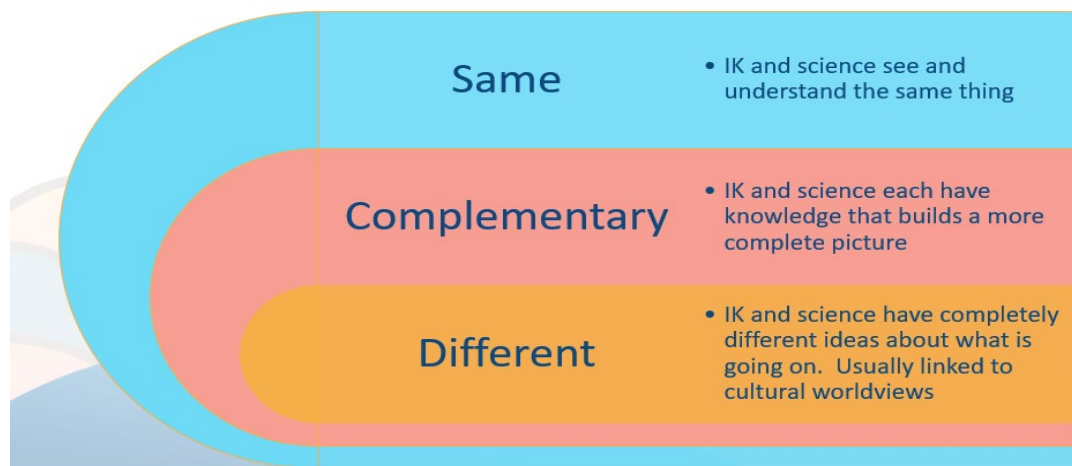 Same
• IK and science see and
understand the same thing
Complementary
• IK and science each have
knowledge that builds a more
complete picture
Different
• IK and science have completely
different ideas about what is
going on.  Usually linked to
cultural worldviews